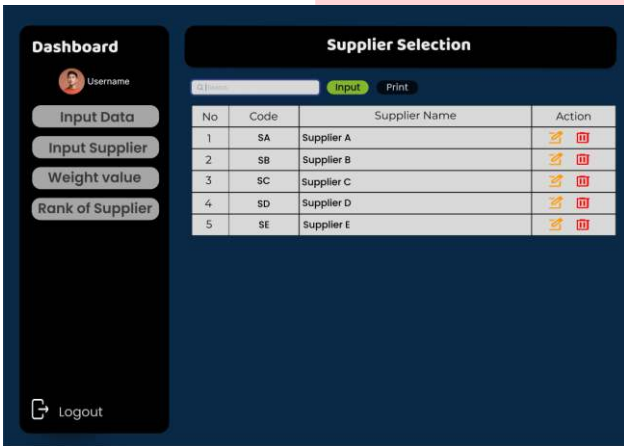 Dashboard
Username
Input Data
Input Supplier
Weight value
Rank of Supplier
Logout
Supplier Selection
Input Print
No Code Supplier Name Action
1 SA Supplier A
2 SB Supplier B
3 SC Supplier C
4 SD Supplier D
5 SE Supplier E